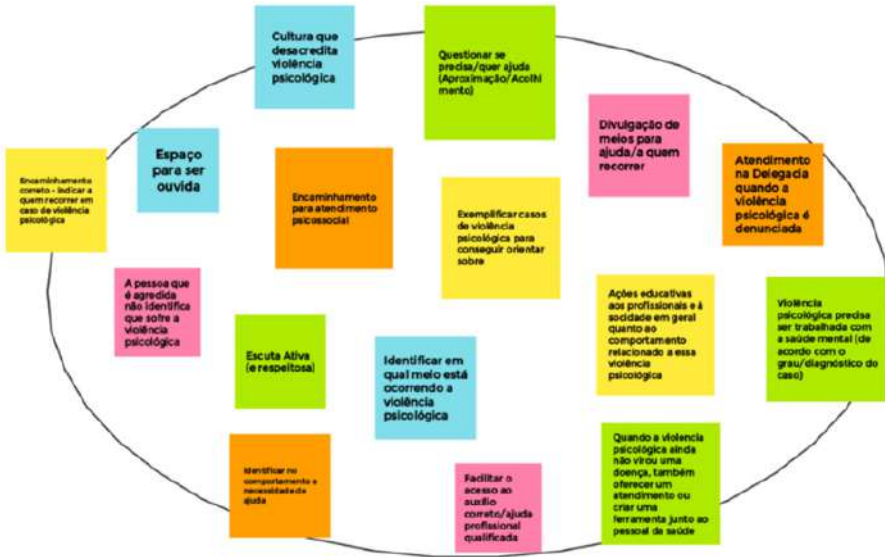 Cultura que
desacredita
violência
psicológica
Questionar se
precisa/quer ajuda
(Aproximação/Acolhi
mento)
Divulgação de
meios para
ajuda/a quem
recorrer
Atendimento
na Delegacia
quando a
violência
psicológica é
denunciada
Espaço
para ser
ouvida
Encaminhamento
correto - indicar a
quem recorrer em
caso de violência
psicológica
Encaminhamento
para atendimento
psicossocial
Exemplificar casos
de violência
psicológica para
conseguir orientar
sobre
A pessoa que
é agredida
não identifica
que sofre a
violência
psicológica
Ações educativas
aos profissionais e à
socidade em geral
quanto ao
comportamento
relacionado a essa
violência
psicológica
Violência
psicológica precisa
ser trabalhada com
a saúde mental (de
acordo com o
grau/diagnóstico do
caso)
Escuta Ativa
(e respeitosa)
Identificar em
qual meio está
ocorrendo a
violência
psicológica
Identificar no
comportamento a
necessidade de
ajuda
Facilitar o
acesso ao
auxílio
correto/ajuda
profissional
qualificada
Quando a violencia
psicológica ainda
não virou uma
doença, também
oferecer um
atendimento ou
criar uma
ferramenta junto ao
pessoal da saúde